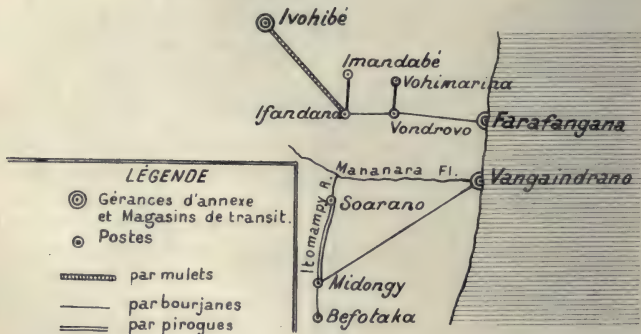 Ivohibé
Imandabé
Vohimarina
Ifandana
Vondrovo
Farafangana
Mananara Fl.
Vangaindrano
Itomampy R.
Soarano
Midongy
Befotaka
LÉGENDE
Gérances d'annexe
et Magasins de transit.
Postes
par mulets
par bourjanes
par pirogues